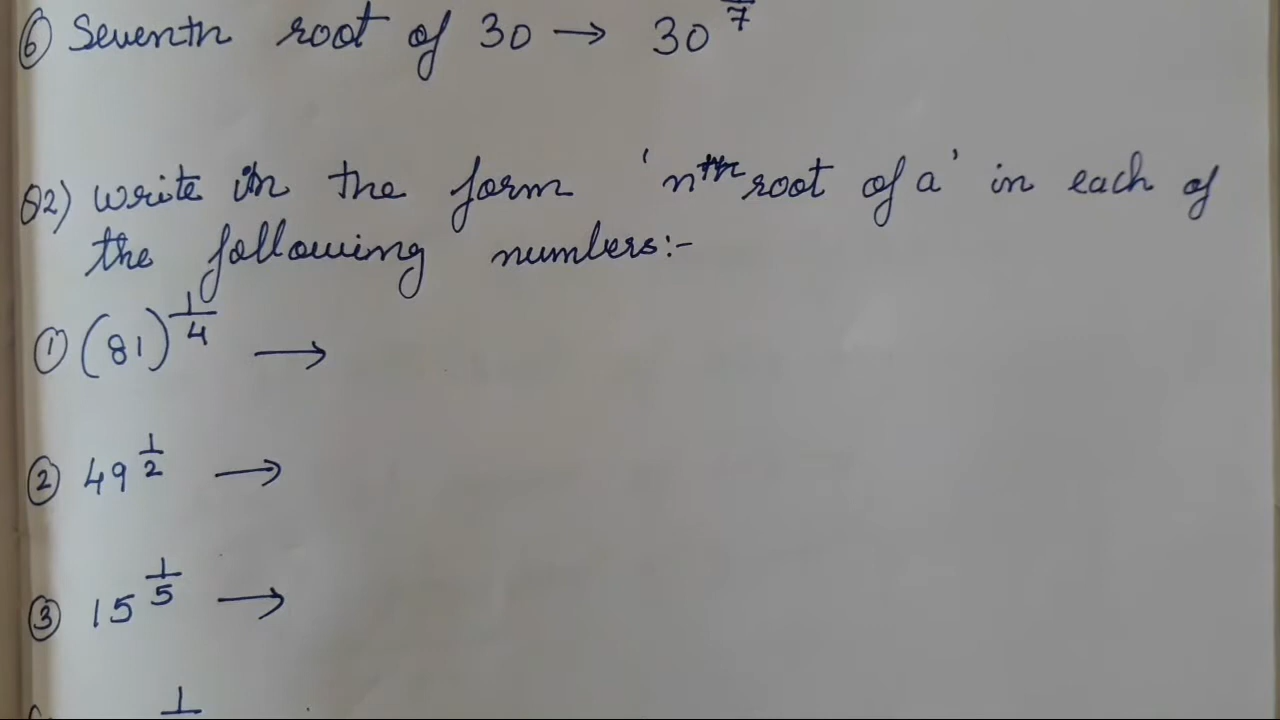 ⑥ Seventh root of 30 → 30^1/7
Q2) Write in the form 'nth root of a' in each of
the following numbers:-
① (81)^1/4 →
② 49^1/2 →
③ 15^1/5 →
1